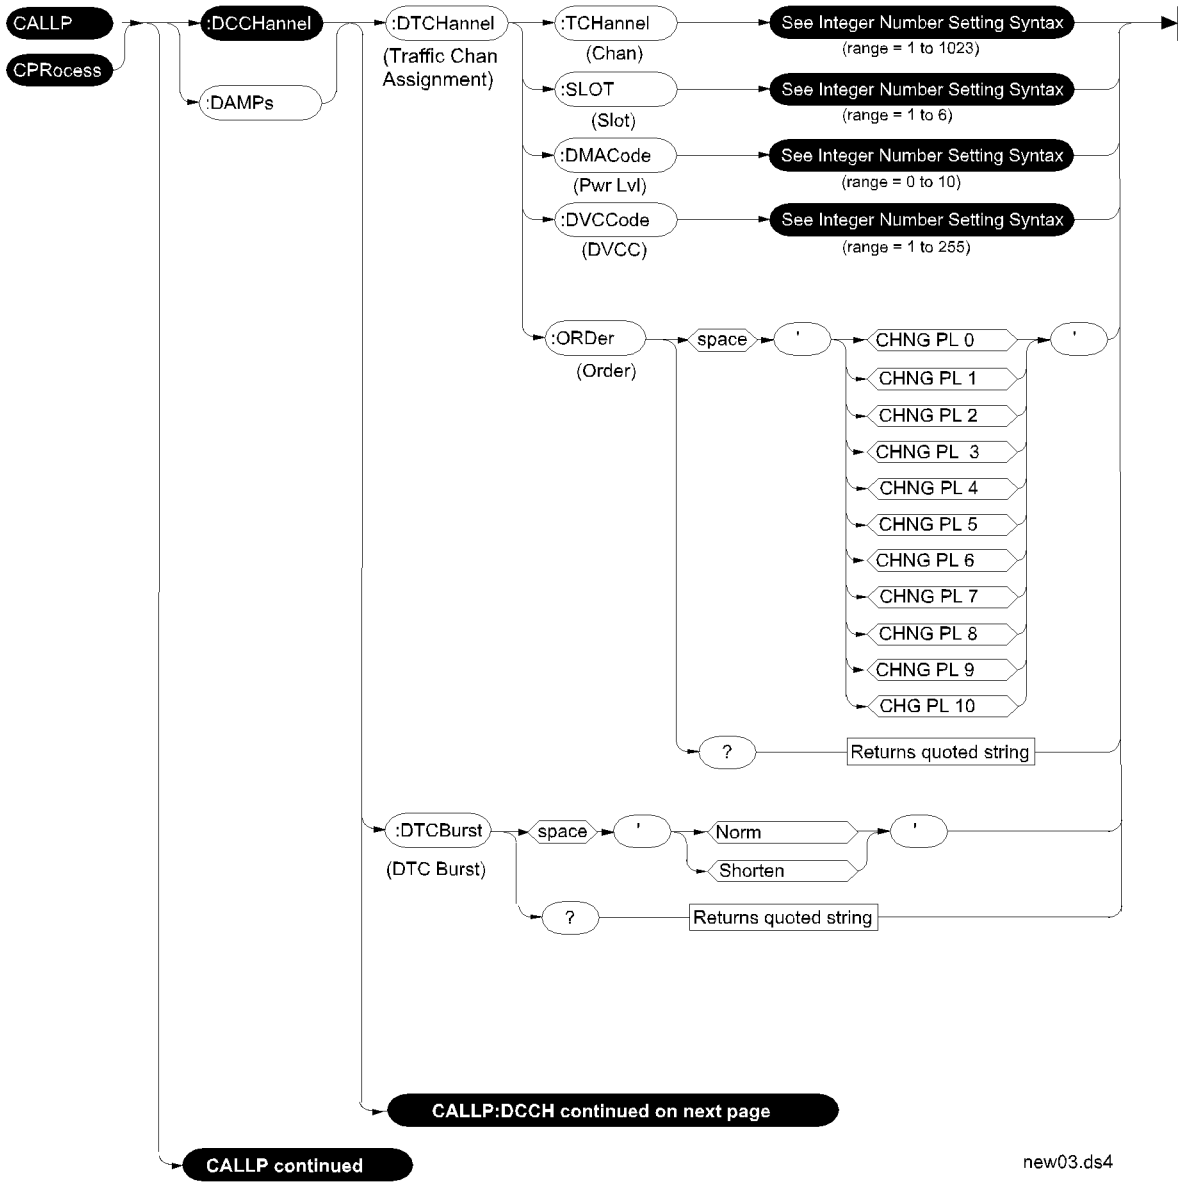 CALLP
CPRocess
:DCCHannel
:DAMPs
:DTCHannel
(Traffic Chan
Assignment)
:TCHannel
(Chan)
See Integer Number Setting Syntax
(range = 1 to 1023)
:SLOT
(Slot)
See Integer Number Setting Syntax
(range = 1 to 6)
:DMACode
(Pwr Lvl)
See Integer Number Setting Syntax
(range = 0 to 10)
:DVCCode
(DVCC)
See Integer Number Setting Syntax
(range = 1 to 255)
:ORDer
(Order)
space
'
CHNG PL 0
'
CHNG PL 1
CHNG PL 2
CHNG PL  3
CHNG PL 4
CHNG PL 5
CHNG PL 6
CHNG PL 7
CHNG PL 8
CHNG PL 9
CHG PL 10
?
Returns quoted string
:DTCBurst
(DTC Burst)
space
'
Norm
'
Shorten
?
Returns quoted string
CALLP:DCCH continued on next page
CALLP continued
new03.ds4